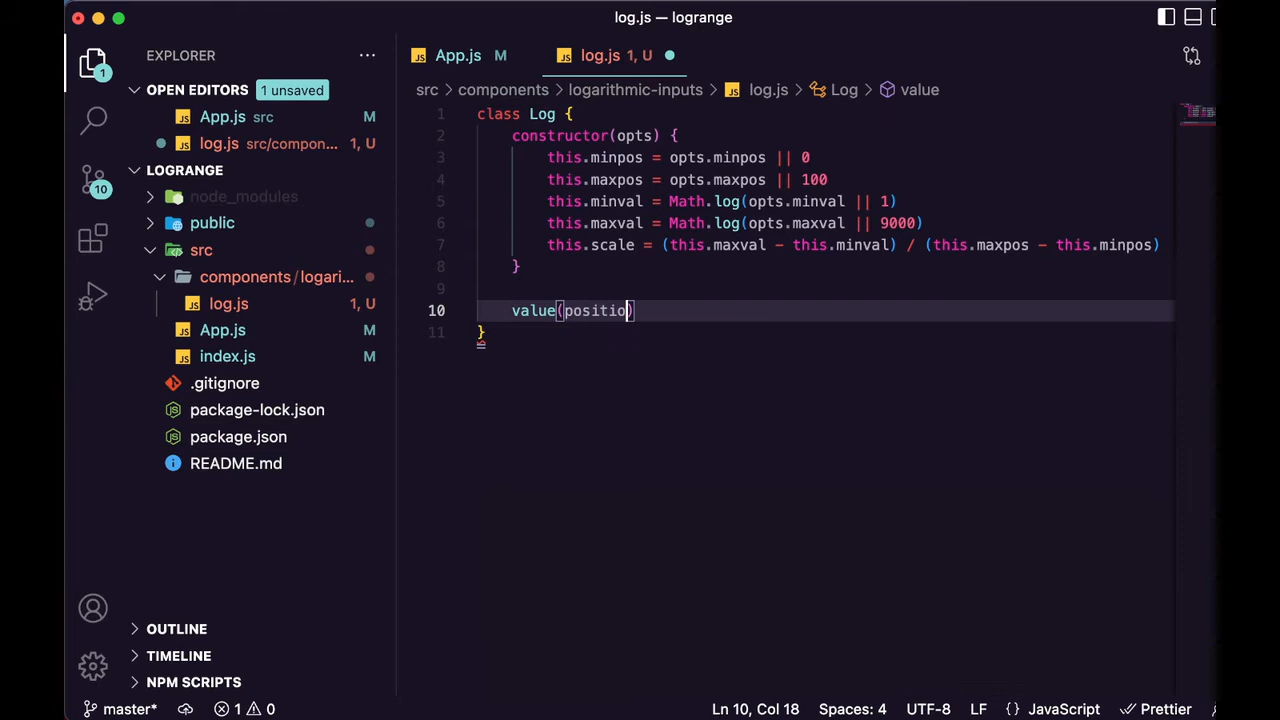 log.js — logrange
EXPLORER
OPEN EDITORS 1 unsaved
App.js src M
log.js src/compon... 1, U
LOGRANGE
node_modules
public
src
components / logari...
log.js 1, U
App.js M
index.js M
.gitignore
package-lock.json
package.json
README.md
OUTLINE
TIMELINE
NPM SCRIPTS
1
10
App.js M
log.js 1, U
src > components > logarithmic-inputs > log.js > Log > value
1 class Log {
2 constructor(opts) {
3 this.minpos = opts.minpos || 0
4 this.maxpos = opts.maxpos || 100
5 this.minval = Math.log(opts.minval || 1)
6 this.maxval = Math.log(opts.maxval || 9000)
7 this.scale = (this.maxval - this.minval) / (this.maxpos - this.minpos)
8 }
9
10 value(positio)
11 }
master* 1 0 Ln 10, Col 18 Spaces: 4 UTF-8 LF {} JavaScript Prettier